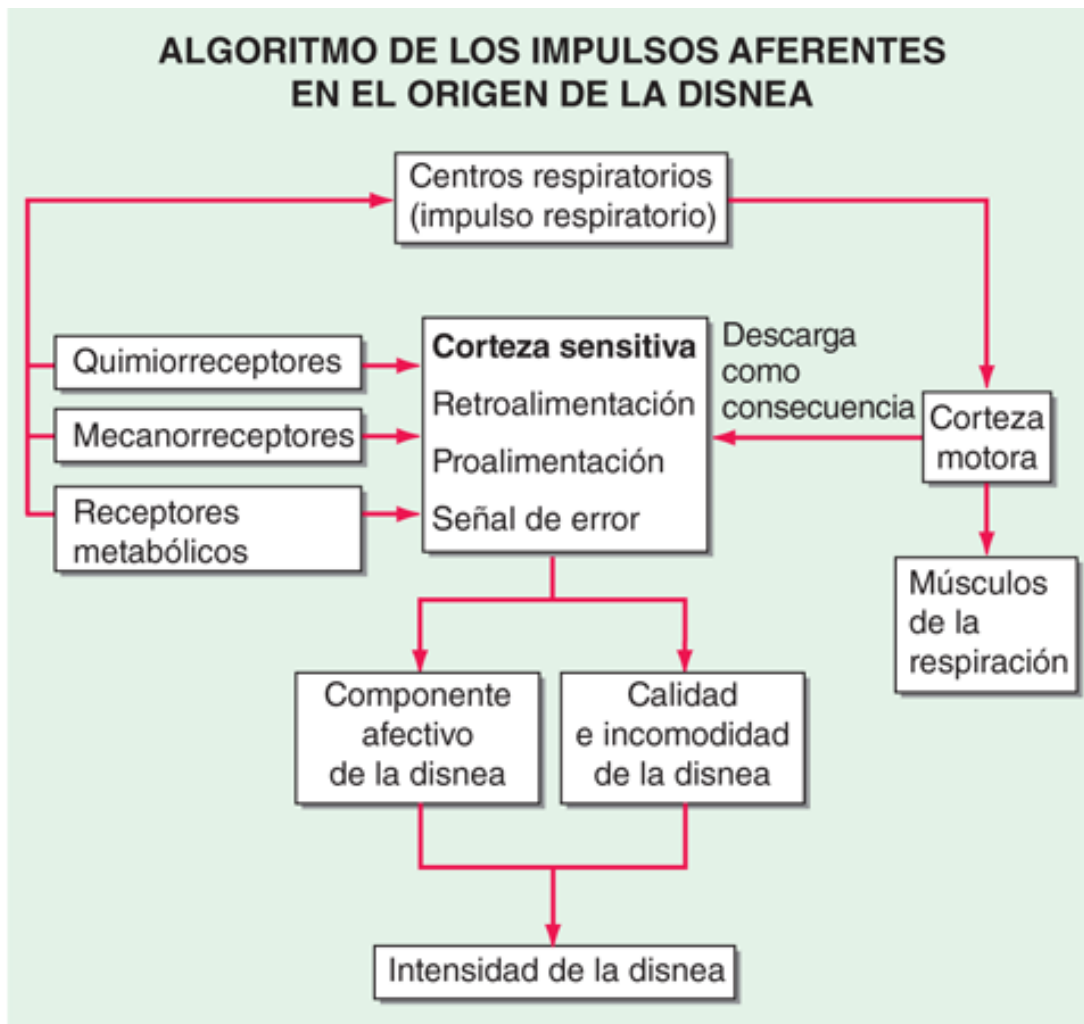 ALGORITMO DE LOS IMPULSOS AFERENTES
EN EL ORIGEN DE LA DISNEA
Centros respiratorios
(impulso respiratorio)
Quimiorreceptores
Mecanorreceptores
Receptores
metabólicos
Corteza sensitiva
Retroalimentación
Proalimentación
Señal de error
Descarga
como
consecuencia
Corteza
motora
Músculos
de la
respiración
Componente
afectivo
de la disnea
Calidad
e incomodidad
de la disnea
Intensidad de la disnea